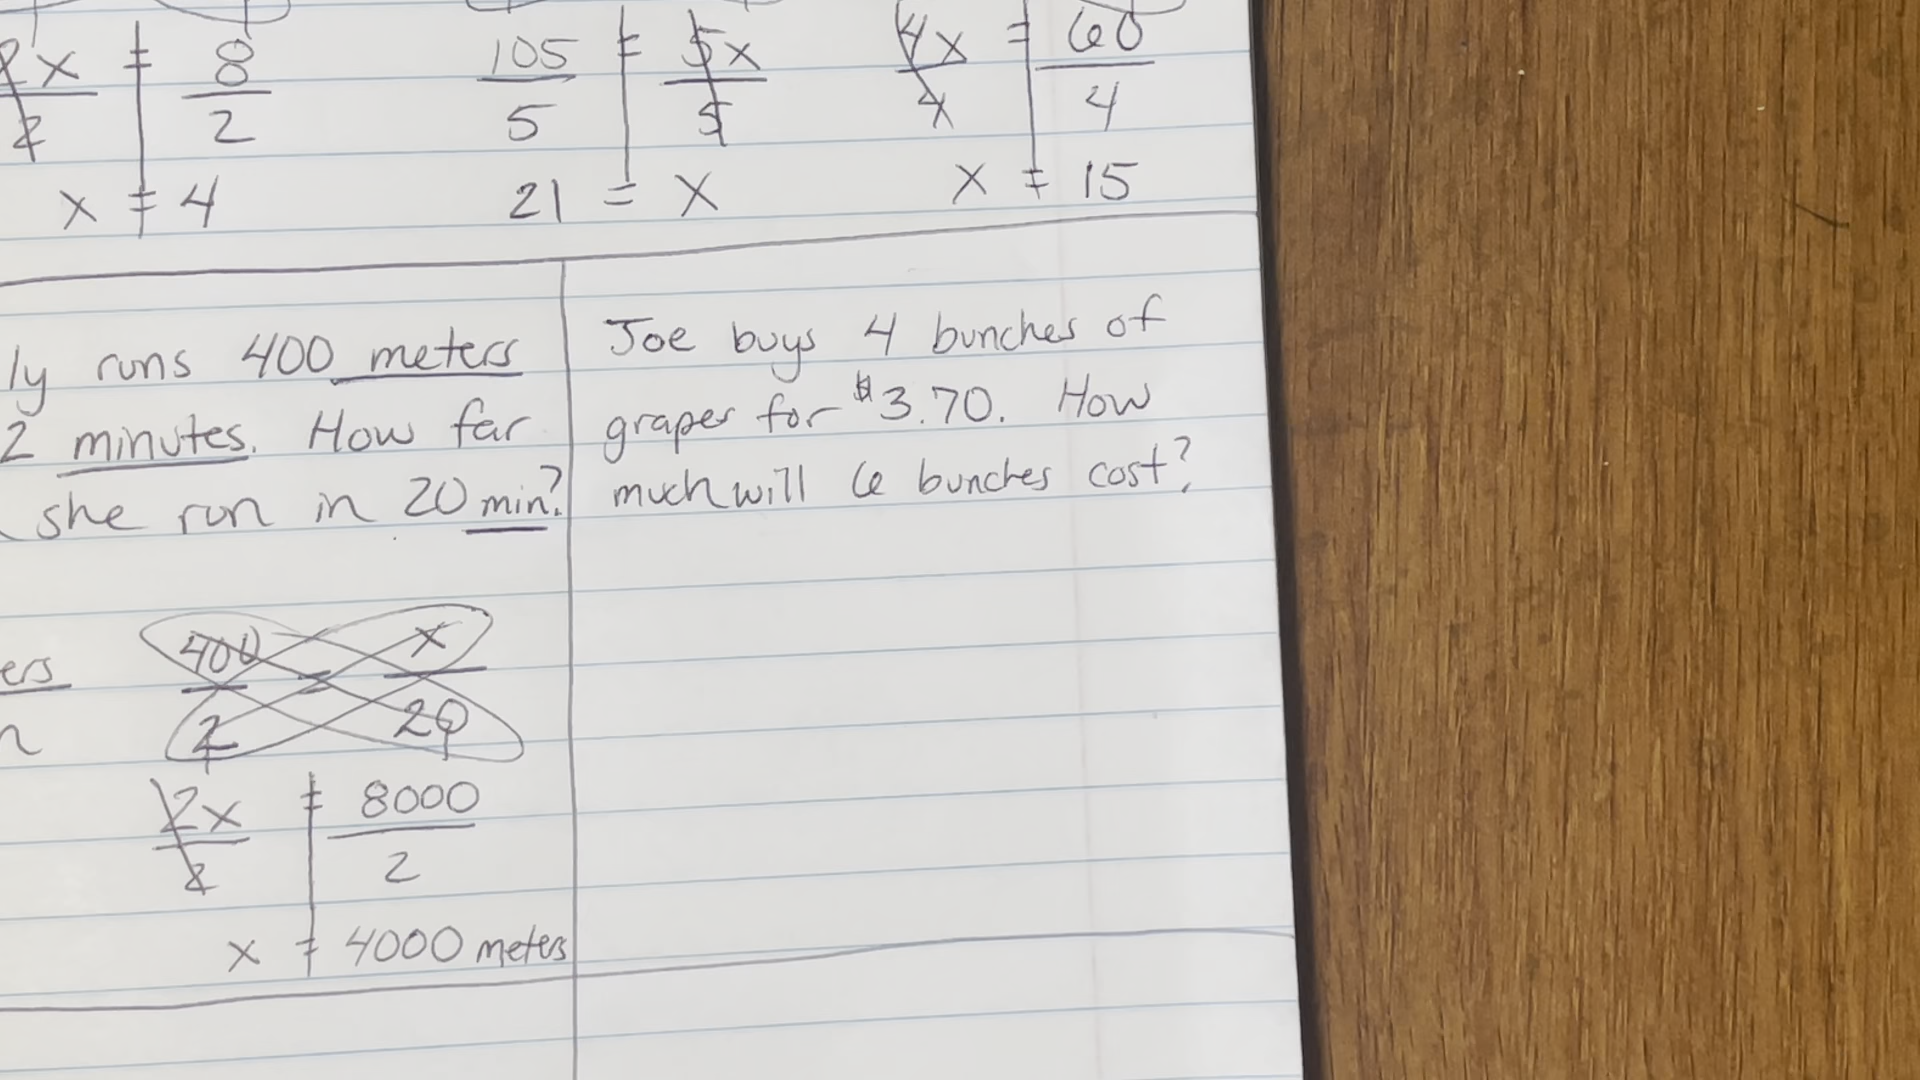 2x = 8
2 2
x = 4
105 = 5x
5 5
21 = x
4x = 60
4 4
x = 15
ly runs 400 meters
2 minutes. How far
she run in 20 min?
400 = x
2 20
2x = 8000
2 2
x = 4000 meters
Joe buys 4 bunches of
grapes for $3.70. How
much will 6 bunches cost?